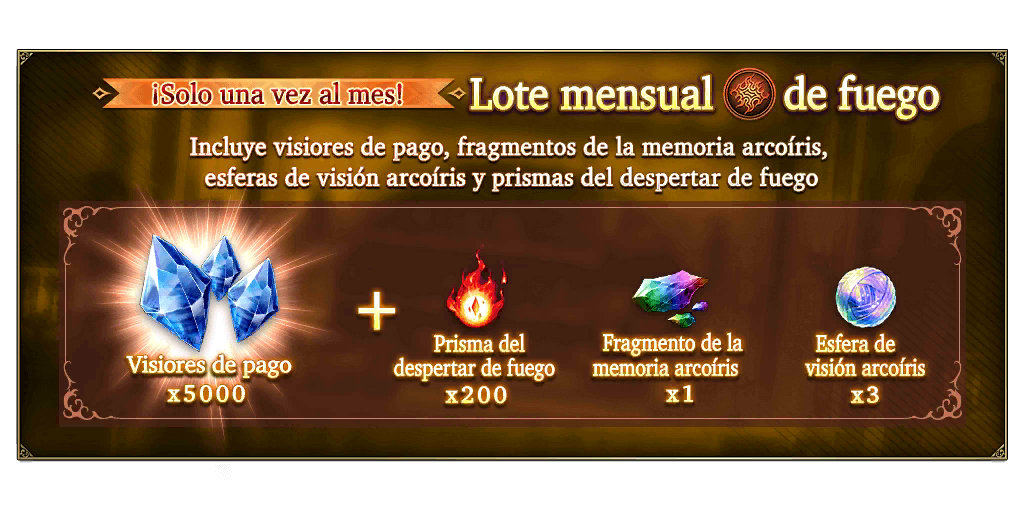 ¡Solo una vez al mes!
Lote mensual de fuego
Incluye visiores de pago, fragmentos de la memoria arcoíris,
esferas de visión arcoíris y prismas del despertar de fuego
Visiores de pago
x5000
+
Prisma del
despertar de fuego
x200
Fragmento de la
memoria arcoíris
x1
Esfera de
visión arcoíris
x3